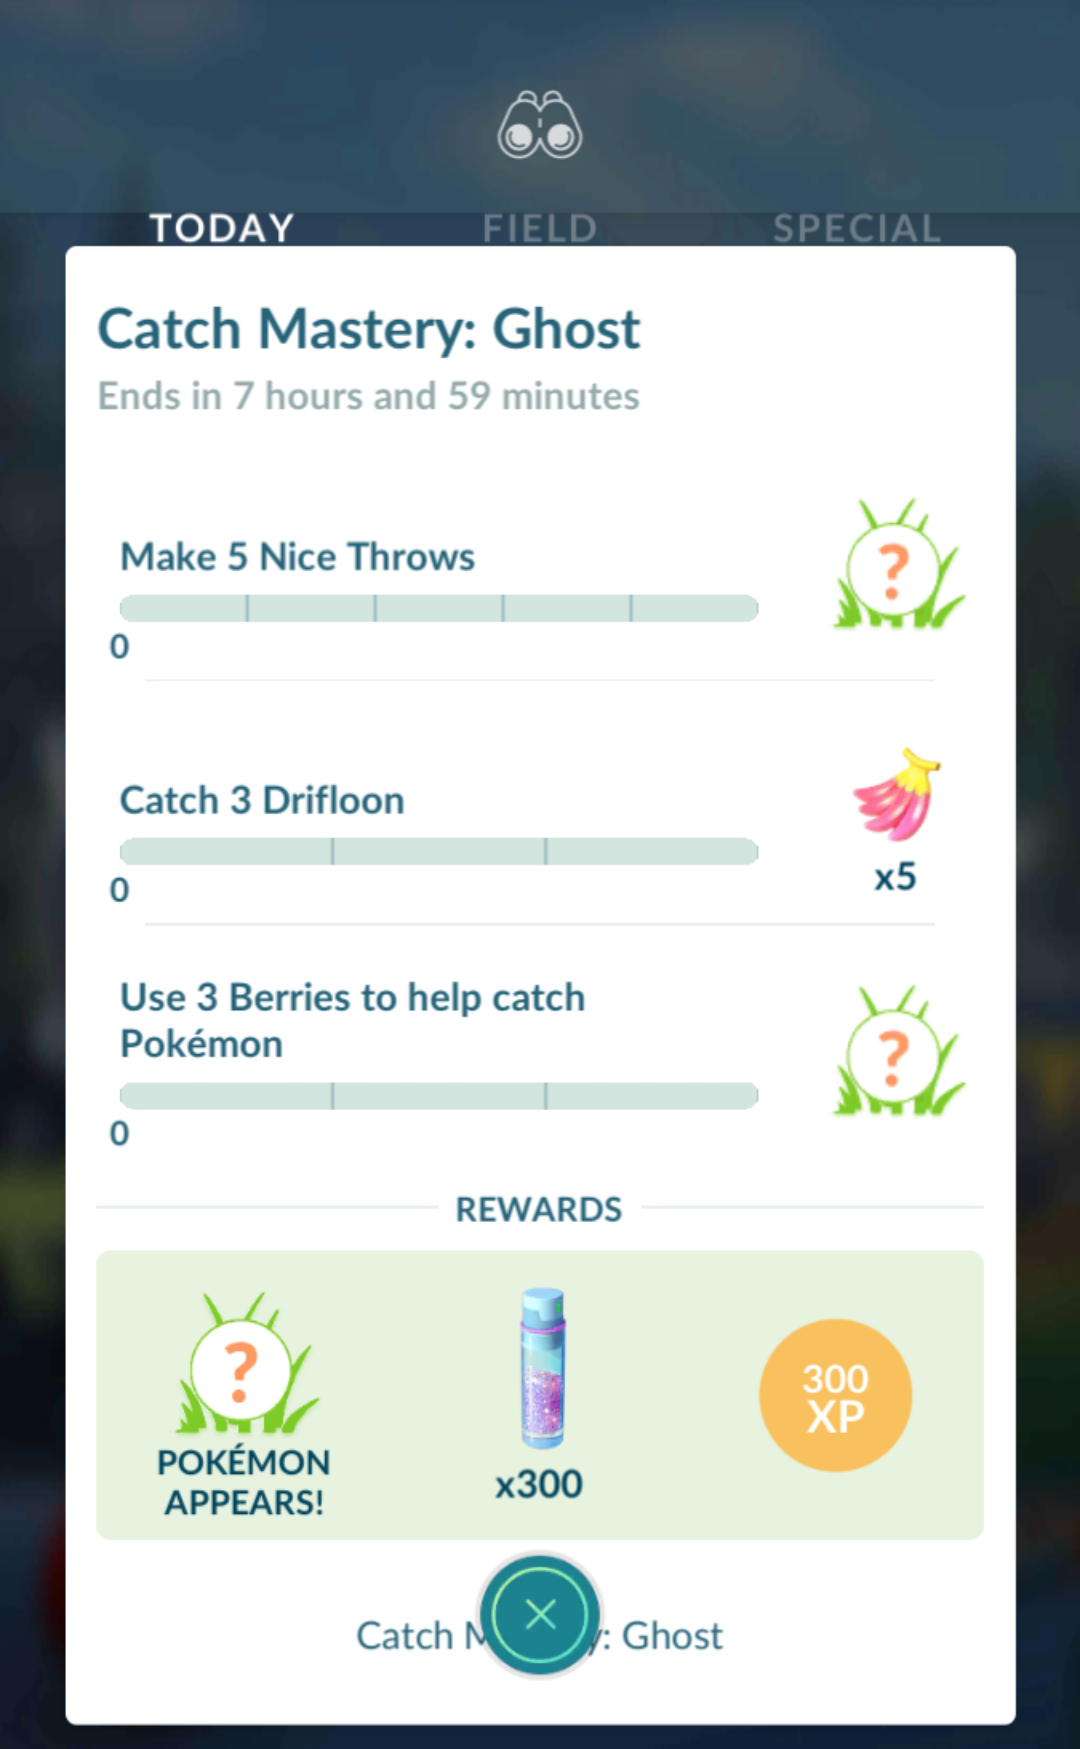 TODAY FIELD SPECIAL
Catch Mastery: Ghost
Ends in 7 hours and 59 minutes
Make 5 Nice Throws
?
0
Catch 3 Drifloon
x5
0
Use 3 Berries to help catch
Pokémon
?
0
REWARDS
?
POKÉMON
APPEARS!
x300
300
XP
Catch : Ghost